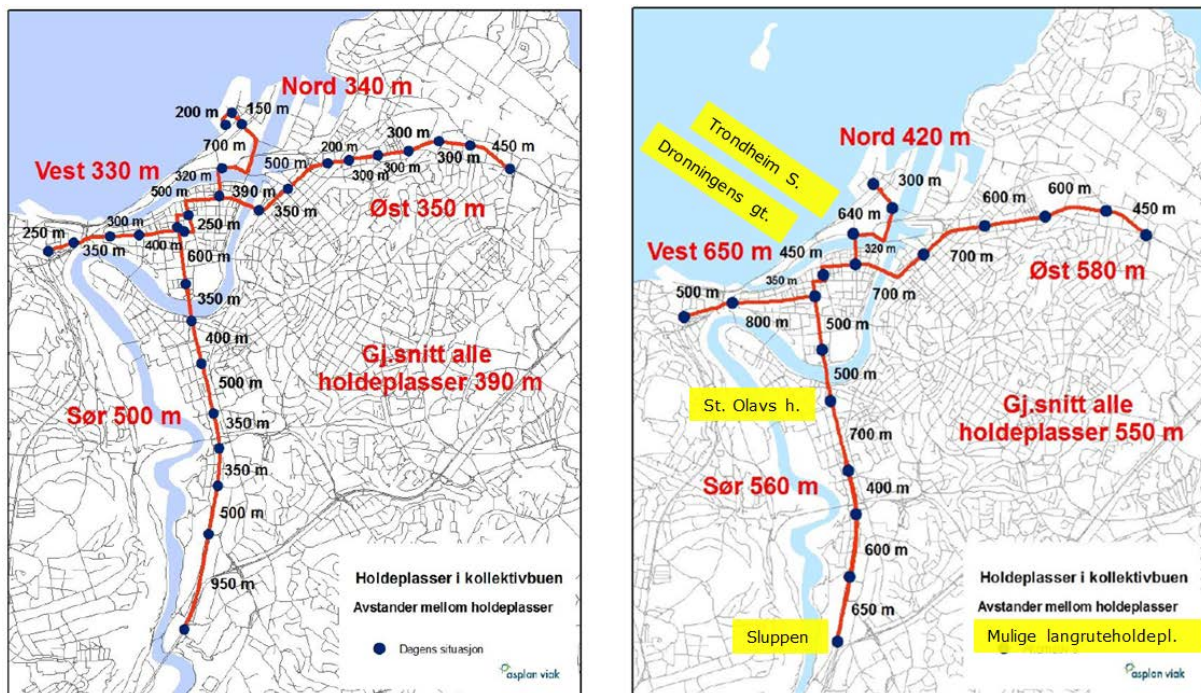 Nord 340 m
200 m
150 m
700 m
Vest 330 m
320 m
500 m
200 m
300 m
300 m
300 m
300 m
450 m
500 m
390 m
350 m
Øst 350 m
250 m
300 m
350 m
400 m
250 m
600 m
350 m
400 m
500 m
350 m
350 m
500 m
950 m
Gj.snitt alle
holdeplasser 390 m
Sør 500 m
Holdeplasser i kollektivbuen
Avstander mellom holdeplasser
Dagens situasjon
asplan viak
Trondheim S.
Dronningens gt.
Nord 420 m
300 m
640 m
320 m
600 m
600 m
450 m
700 m
Øst 580 m
Vest 650 m
450 m
350 m
700 m
500 m
800 m
500 m
500 m
St. Olavs h.
700 m
Gj.snitt alle
holdeplasser 550 m
Sør 560 m
400 m
600 m
650 m
Sluppen
Holdeplasser i kollektivbuen
Avstander mellom holdeplasser
Mulige langruteholdepl.
asplan viak